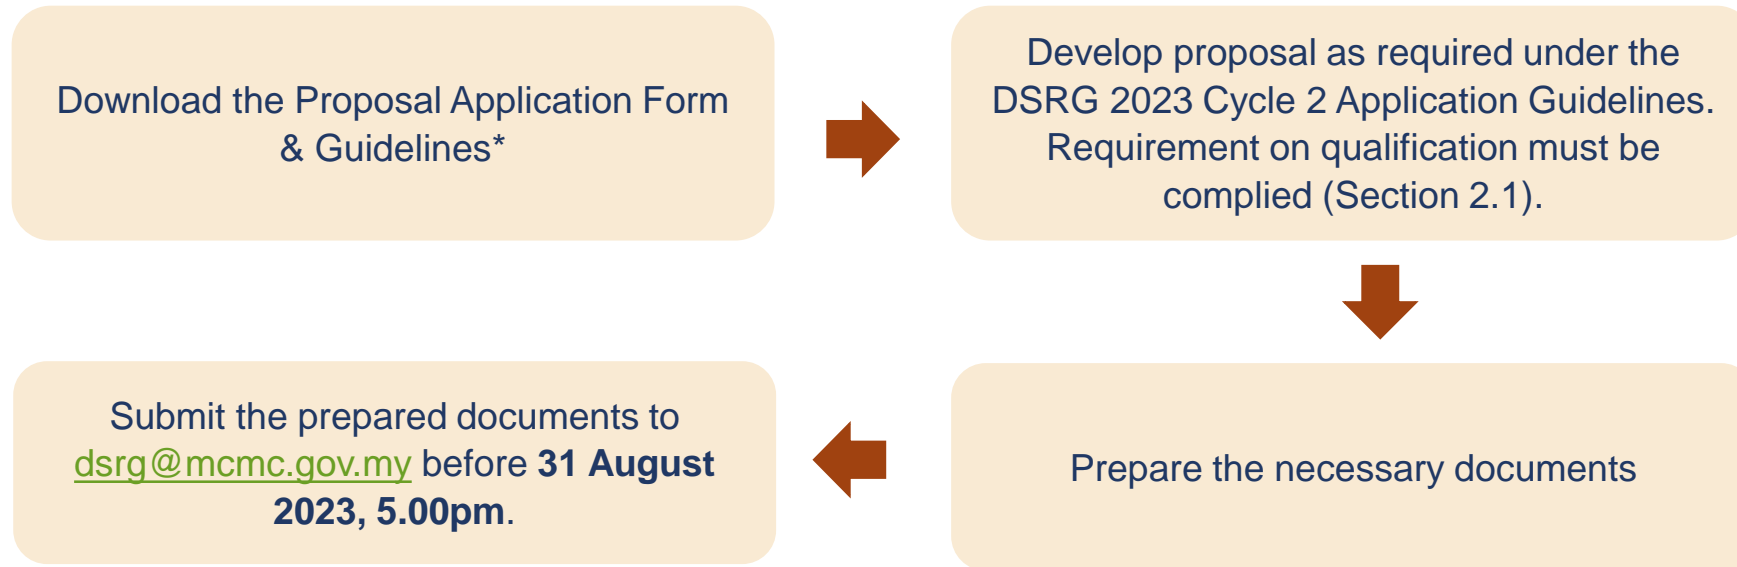 Download the Proposal Application Form
& Guidelines*
Develop proposal as required under the
DSRG 2023 Cycle 2 Application Guidelines.
Requirement on qualification must be
complied (Section 2.1).
Prepare the necessary documents
Submit the prepared documents to
dsrg@mcmc.gov.my before 31 August
2023, 5.00pm.